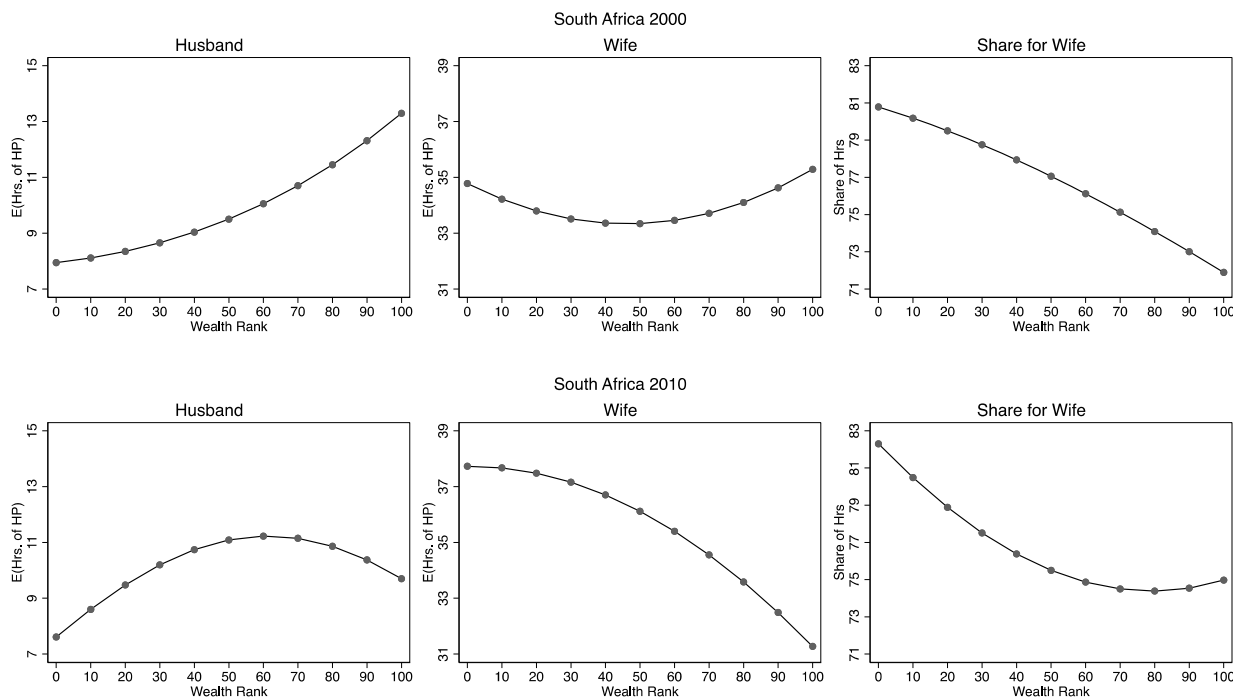 South Africa 2000
Husband
E(Hrs. of HP)
15
13
11
9
7
0 10 20 30 40 50 60 70 80 90 100
Wealth Rank
Wife
E(Hrs. of HP)
39
37
35
33
31
0 10 20 30 40 50 60 70 80 90 100
Wealth Rank
Share for Wife
Share of Hrs
83
81
79
77
75
73
71
0 10 20 30 40 50 60 70 80 90 100
Wealth Rank
South Africa 2010
Husband
E(Hrs. of HP)
15
13
11
9
7
0 10 20 30 40 50 60 70 80 90 100
Wealth Rank
Wife
E(Hrs. of HP)
39
37
35
33
31
0 10 20 30 40 50 60 70 80 90 100
Wealth Rank
Share for Wife
Share of Hrs
83
81
79
77
75
73
71
0 10 20 30 40 50 60 70 80 90 100
Wealth Rank